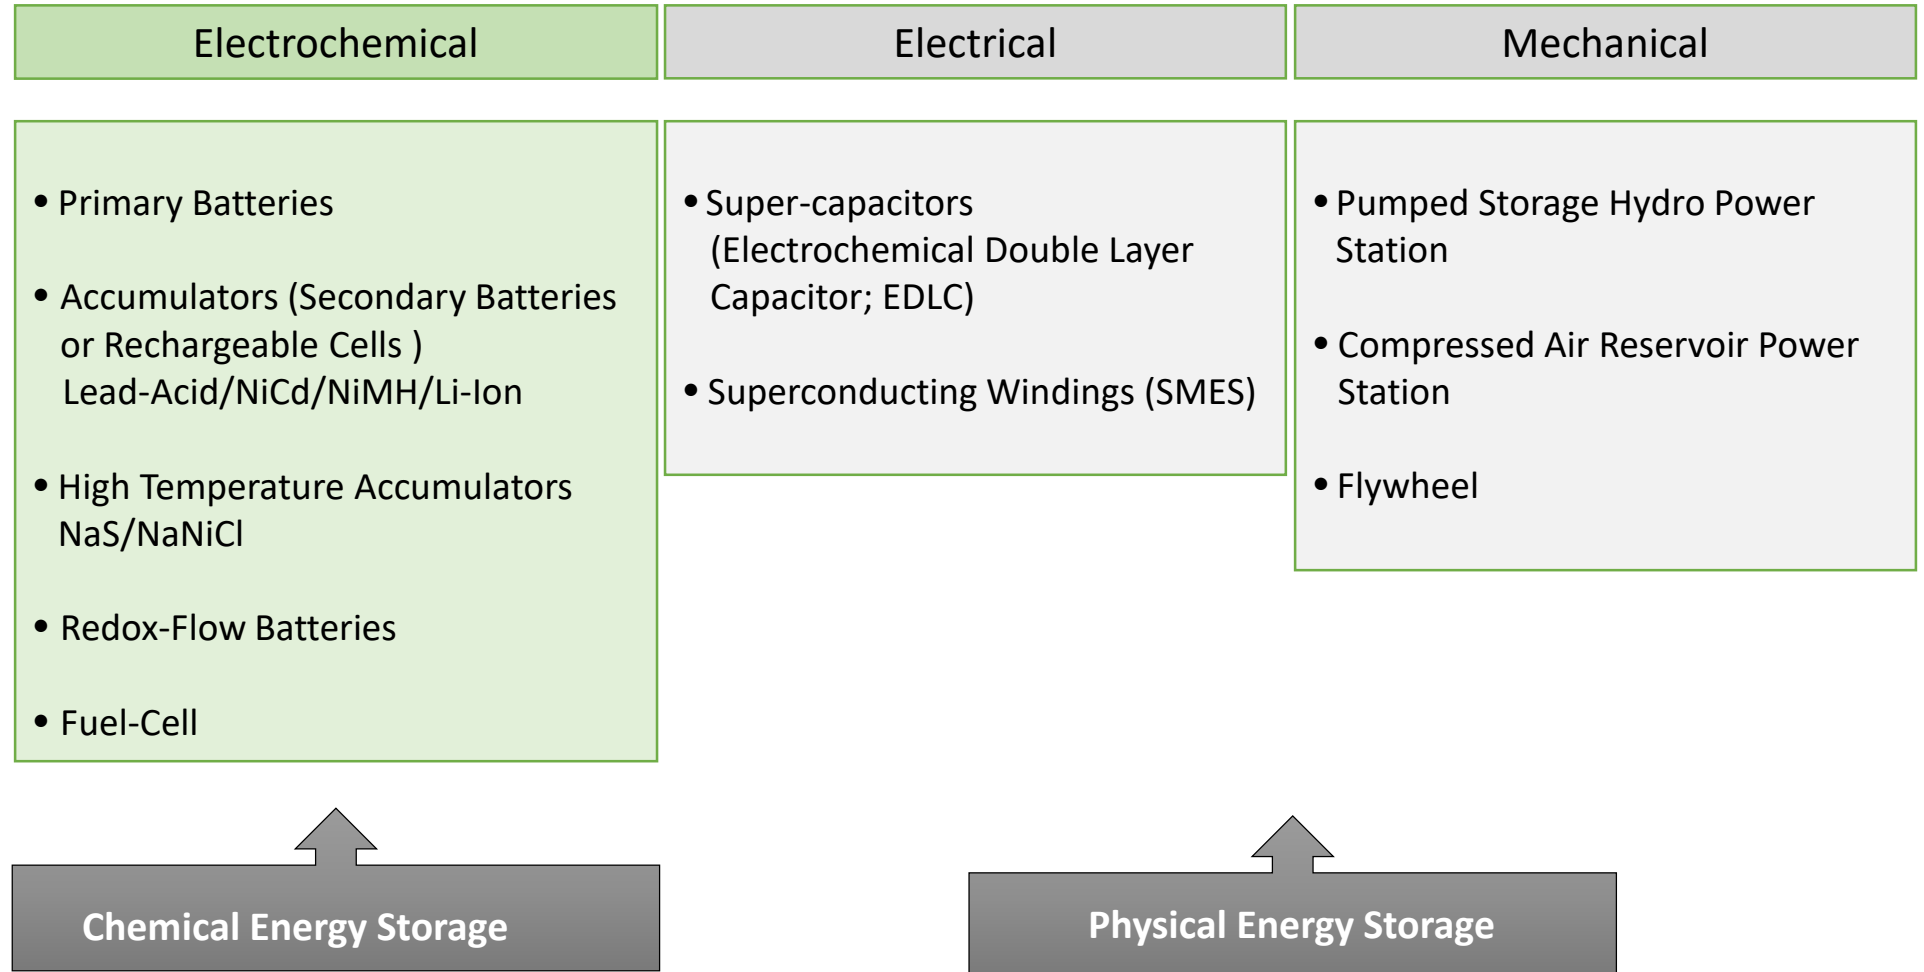 Electrochemical
Electrical
Mechanical
• Primary Batteries
• Accumulators (Secondary Batteries
or Rechargeable Cells )
Lead-Acid/NiCd/NiMH/Li-Ion
• High Temperature Accumulators
NaS/NaNiCl
• Redox-Flow Batteries
• Fuel-Cell
• Super-capacitors
(Electrochemical Double Layer
Capacitor; EDLC)
• Superconducting Windings (SMES)
• Pumped Storage Hydro Power
Station
• Compressed Air Reservoir Power
Station
• Flywheel
Chemical Energy Storage
Physical Energy Storage